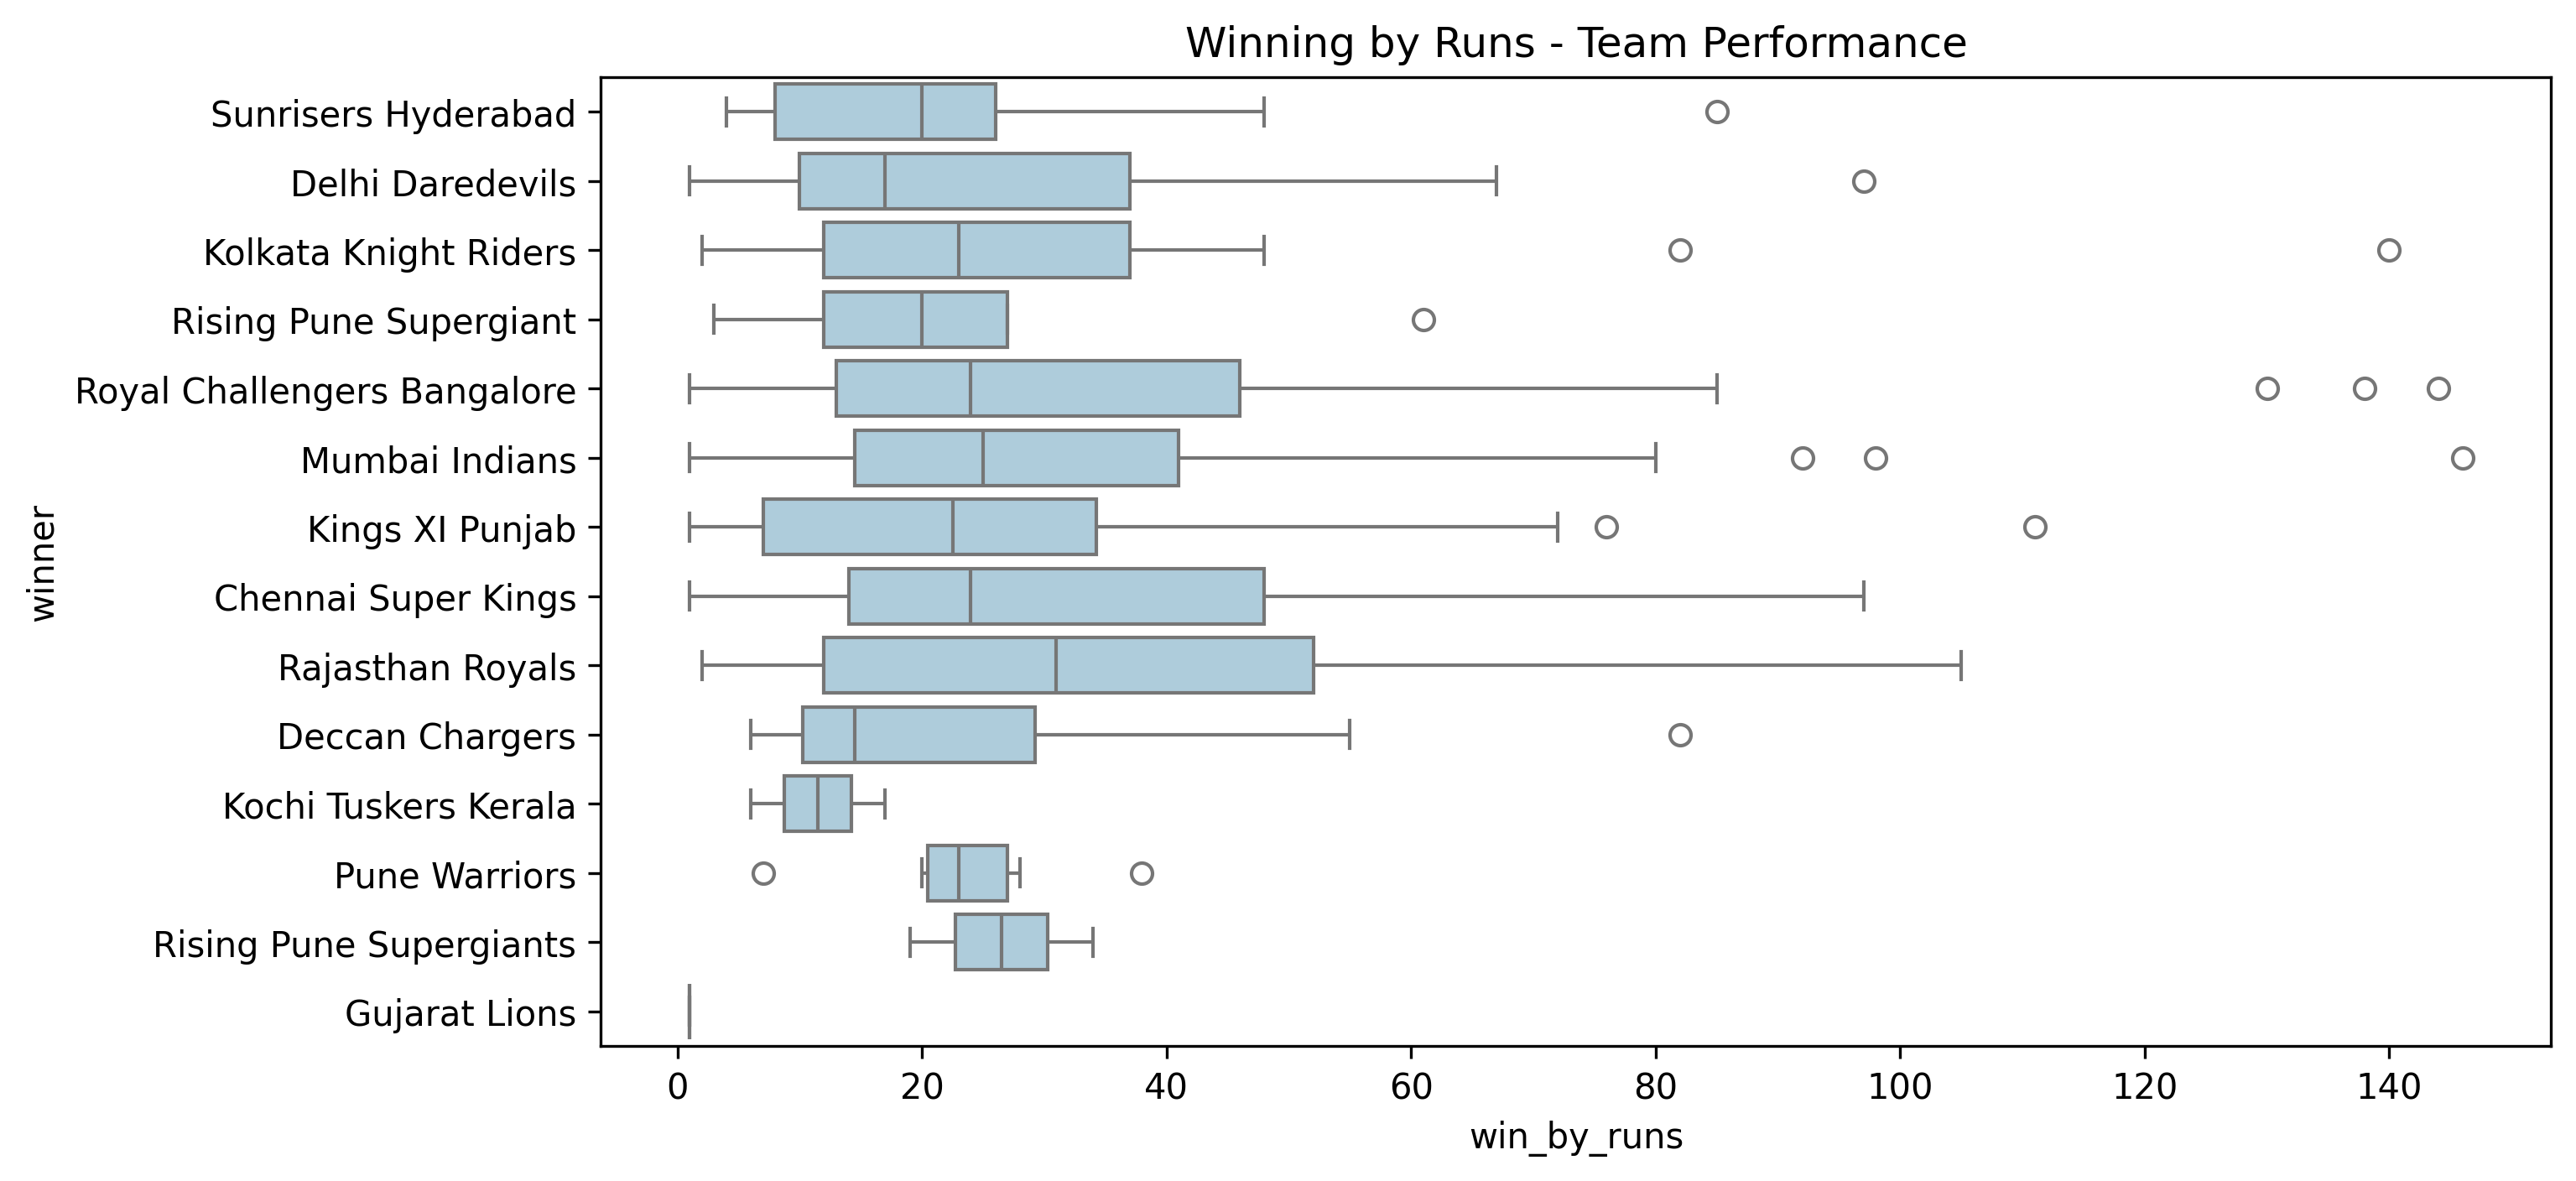 Winning by Runs - Team Performance
Sunrisers Hyderabad
Delhi Daredevils
Kolkata Knight Riders
Rising Pune Supergiant
Royal Challengers Bangalore
Mumbai Indians
Kings XI Punjab
Chennai Super Kings
Rajasthan Royals
Deccan Chargers
Kochi Tuskers Kerala
Pune Warriors
Rising Pune Supergiants
Gujarat Lions
winner
0 20 40 60 80 100 120 140
win_by_runs